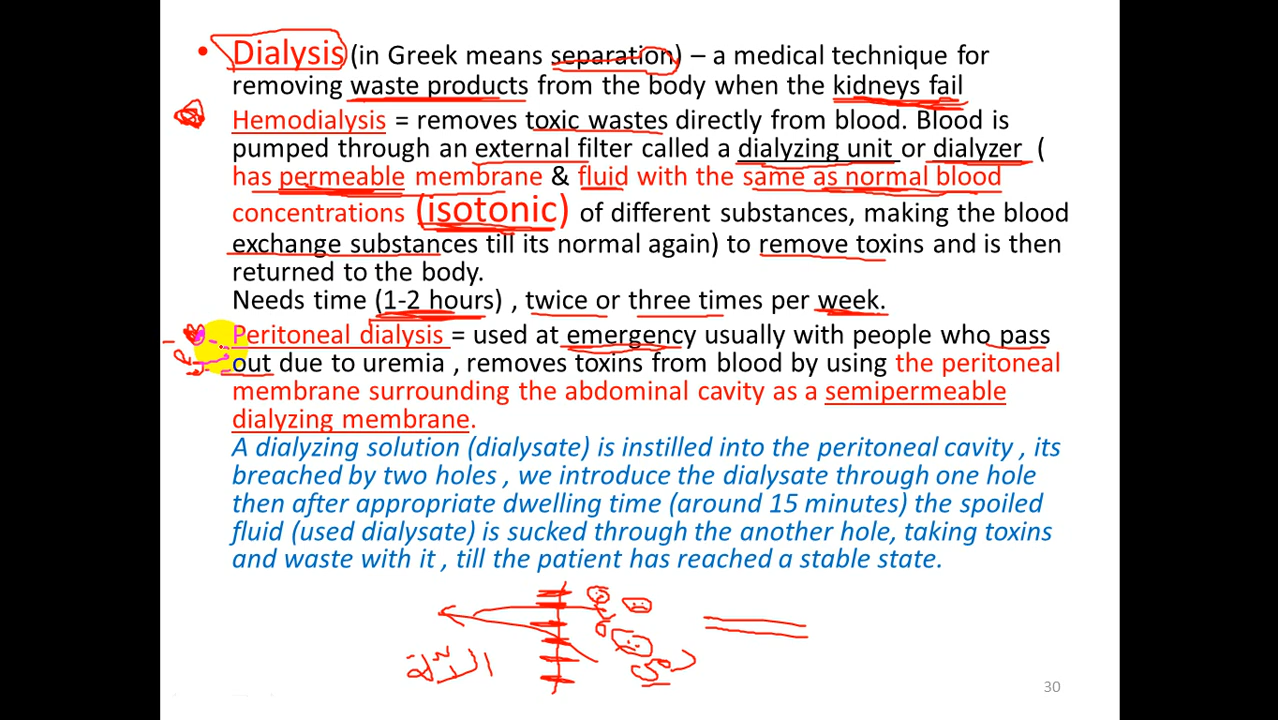 • Dialysis (in Greek means separation) – a medical technique for
removing waste products from the body when the kidneys fail
Hemodialysis = removes toxic wastes directly from blood. Blood is
pumped through an external filter called a dialyzing unit or dialyzer (
has permeable membrane & fluid with the same as normal blood
concentrations (isotonic) of different substances, making the blood
exchange substances till its normal again) to remove toxins and is then
returned to the body.
Needs time (1-2 hours) , twice or three times per week.
Peritoneal dialysis = used at emergency usually with people who pass
out due to uremia , removes toxins from blood by using the peritoneal
membrane surrounding the abdominal cavity as a semipermeable
dialyzing membrane.
A dialyzing solution (dialysate) is instilled into the peritoneal cavity , its
breached by two holes , we introduce the dialysate through one hole
then after appropriate dwelling time (around 15 minutes) the spoiled
fluid (used dialysate) is sucked through the another hole, taking toxins
and waste with it , till the patient has reached a stable state.
30